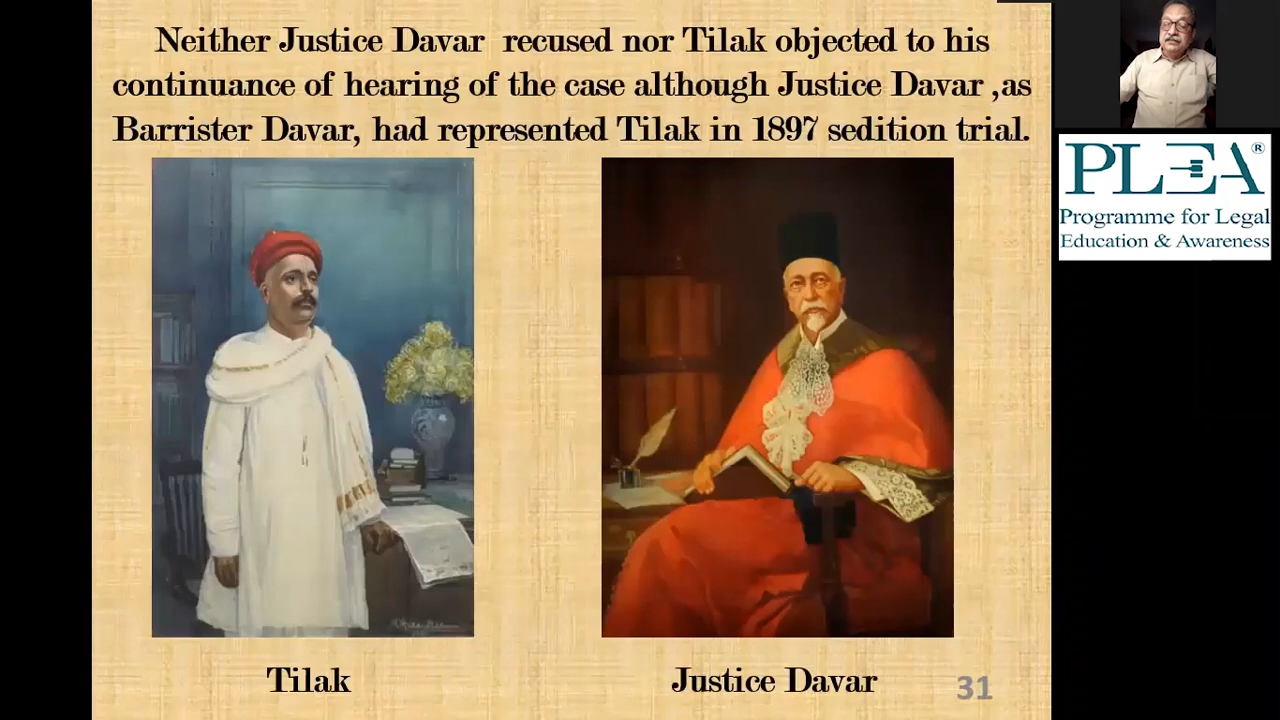 Neither Justice Davar recused nor Tilak objected to his
continuance of hearing of the case although Justice Davar ,as
Barrister Davar, had represented Tilak in 1897 sedition trial.
Tilak
Justice Davar
31
PLEA®
Programme for Legal
Education & Awareness